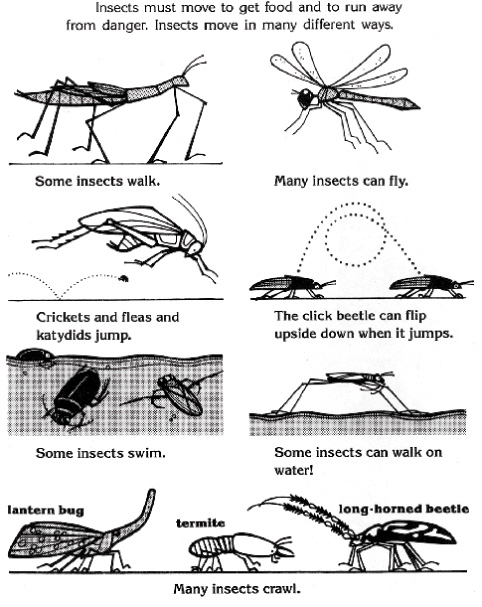 Insects must move to get food and to run away
from danger. Insects move in many different ways.
Some insects walk.
Many insects can fly.
Crickets and fleas and
katydids jump.
The click beetle can flip
upside down when it jumps.
Some insects swim.
Some insects can walk on
water!
lantern bug
termite
long-horned beetle
Many insects crawl.